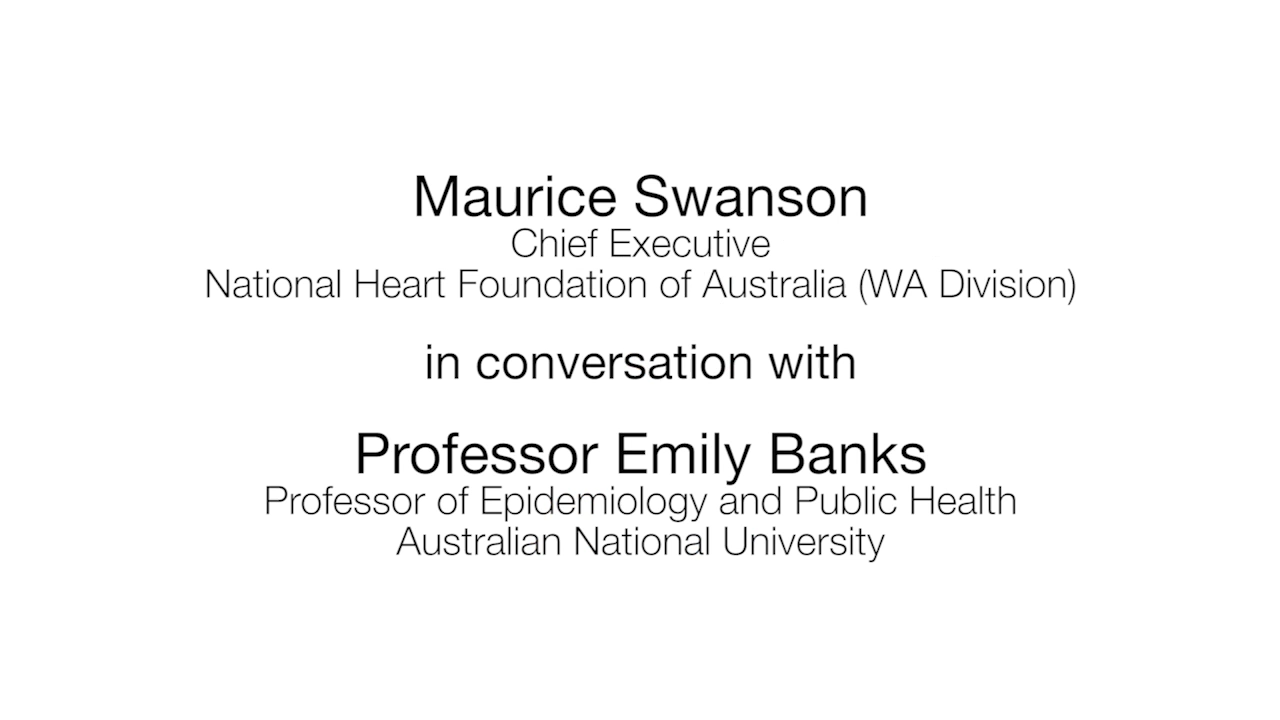 Maurice Swanson
Chief Executive
National Heart Foundation of Australia (WA Division)
in conversation with
Professor Emily Banks
Professor of Epidemiology and Public Health
Australian National University